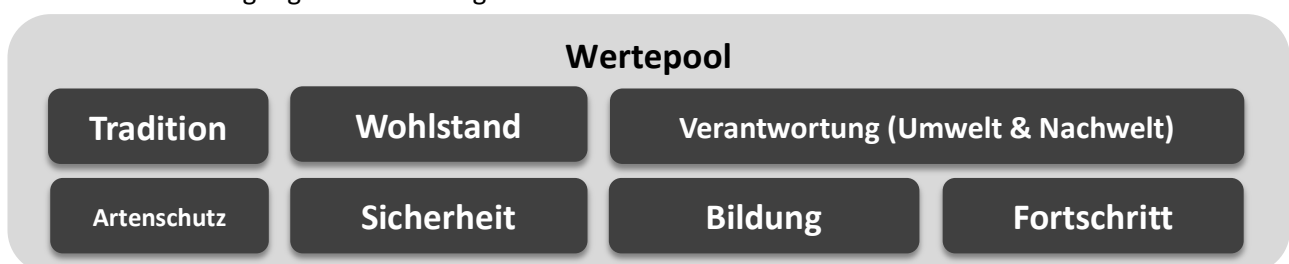 Wertepool
Tradition Wohlstand Verantwortung (Umwelt & Nachwelt)
Artenschutz Sicherheit Bildung Fortschritt